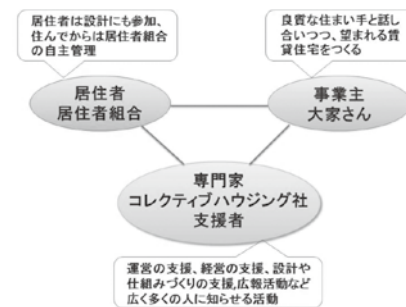 居住者は設計にも参加、
住んでからは居住者組合
の自主管理
良質な住まい手と話し
合いつつ、望まれる賃
貸住宅をつくる
居住者
居住者組合
事業主
大家さん
専門家
コレクティブハウジング社
支援者
運営の支援、経営の支援、設計や
仕組みづくりの支援,広報活動など
広く多くの人に知らせる活動